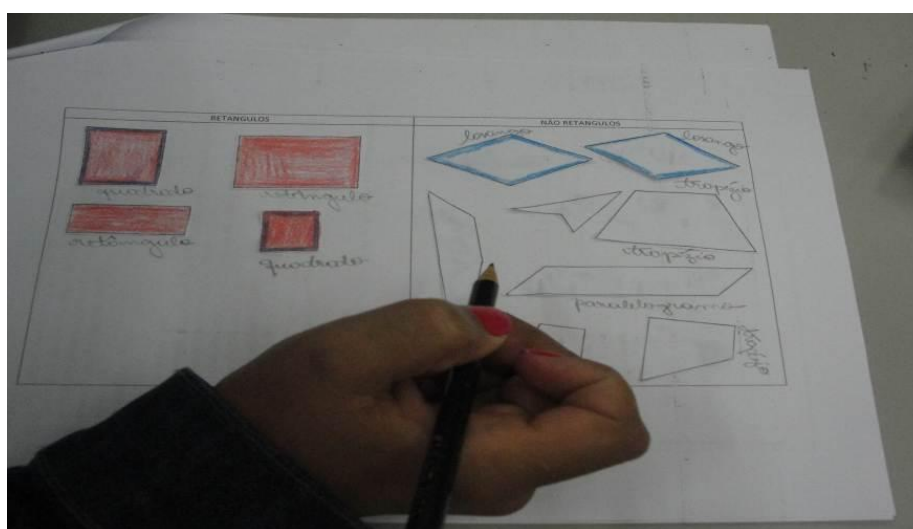 RETANGULOS
quadrado
retângulo
retângulo
quadrado
NÃO RETANGULOS
losango
losango
trapézio
trapézio
paralelogramo
trapézio